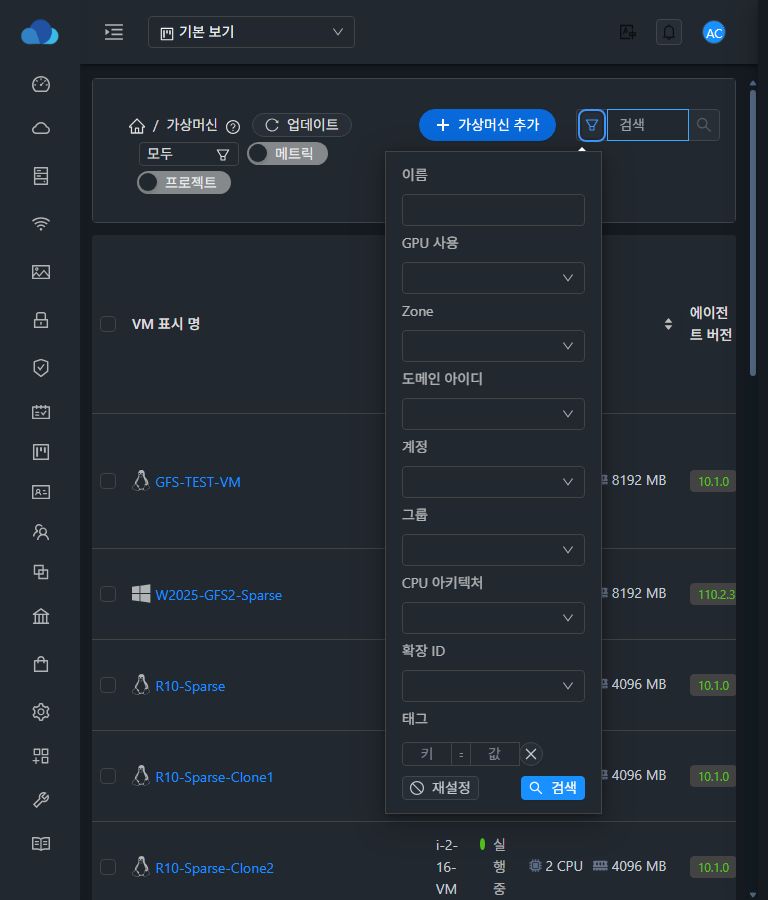 기본 보기
AC
/ 가상머신
업데이트
가상머신 추가
검색
모두
메트릭
프로젝트
이름
GPU 사용
Zone
도메인 아이디
계정
그룹
CPU 아키텍처
확장 ID
태그
키 = 값
재설정
검색
VM 표시 명
에이전
트 버전
GFS-TEST-VM
8192 MB
10.1.0
W2025-GFS2-Sparse
8192 MB
110.2.3
R10-Sparse
4096 MB
10.1.0
R10-Sparse-Clone1
4096 MB
10.1.0
R10-Sparse-Clone2
i-2-
16-
VM
실
행
중
2 CPU
4096 MB
10.1.0